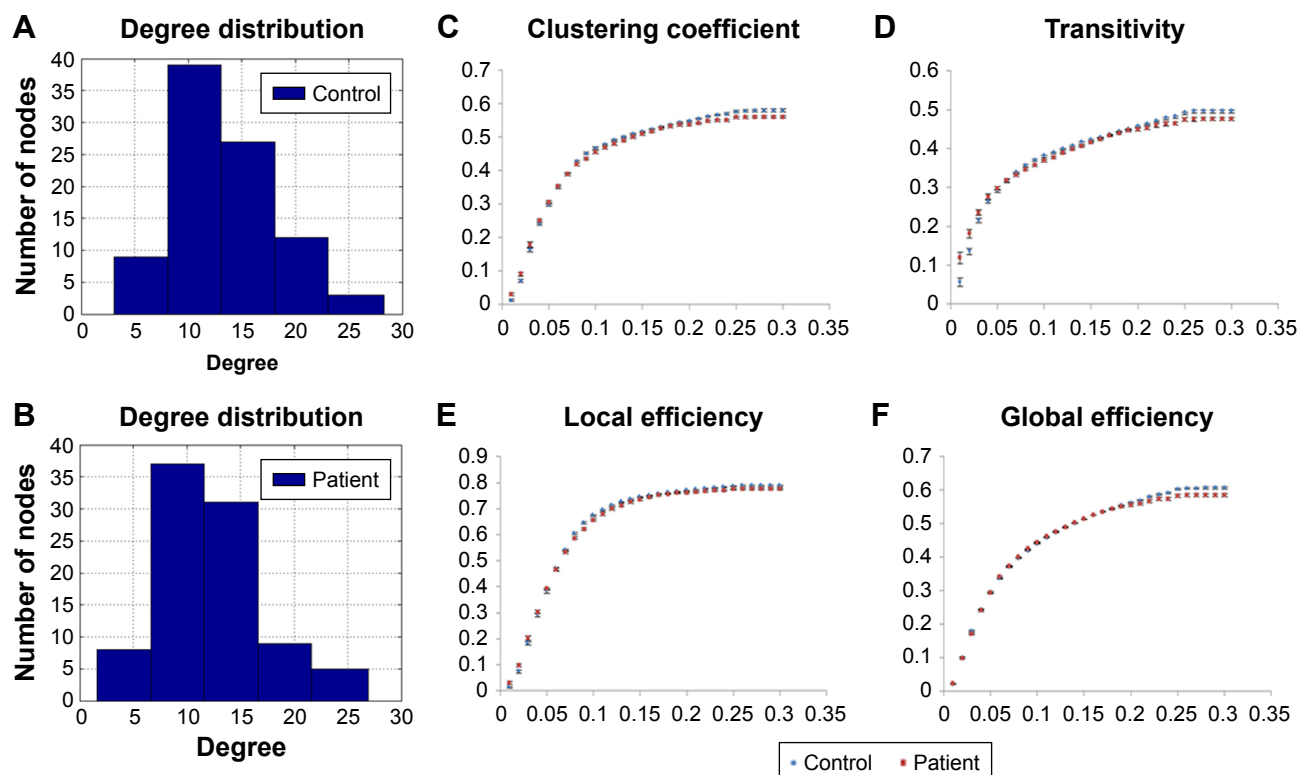 A
Degree distribution
Number of nodes
40
35
30
25
20
15
10
5
0
Control
0 5 10 15 20 25 30
Degree
C
Clustering coefficient
0.7
0.6
0.5
0.4
0.3
0.2
0.1
0
0 0.05 0.1 0.15 0.2 0.25 0.3 0.35
D
Transitivity
0.6
0.5
0.4
0.3
0.2
0.1
0
0 0.05 0.1 0.15 0.2 0.25 0.3 0.35
B
Degree distribution
Number of nodes
40
35
30
25
20
15
10
5
0
Patient
0 5 10 15 20 25 30
Degree
E
Local efficiency
0.9
0.8
0.7
0.6
0.5
0.4
0.3
0.2
0.1
0
0 0.05 0.1 0.15 0.2 0.25 0.3 0.35
F
Global efficiency
0.7
0.6
0.5
0.4
0.3
0.2
0.1
0
0 0.05 0.1 0.15 0.2 0.25 0.3 0.35
Control Patient